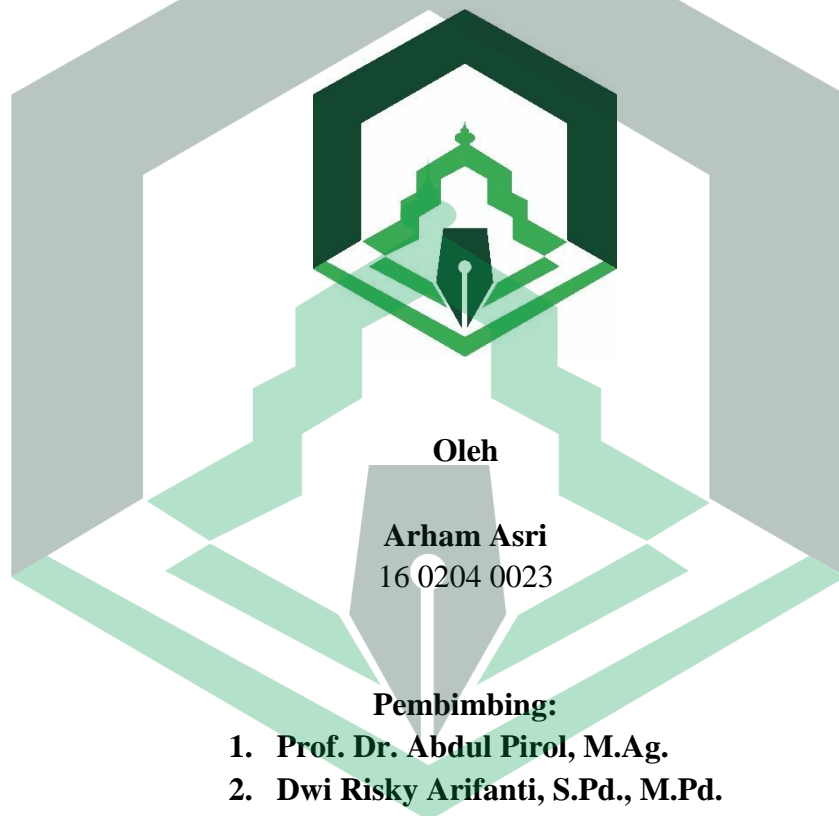 Oleh
Arham Asri
16 0204 0023
Pembimbing:
1. Prof. Dr. Abdul Pirol, M.Ag.
2. Dwi Risky Arifanti, S.Pd., M.Pd.